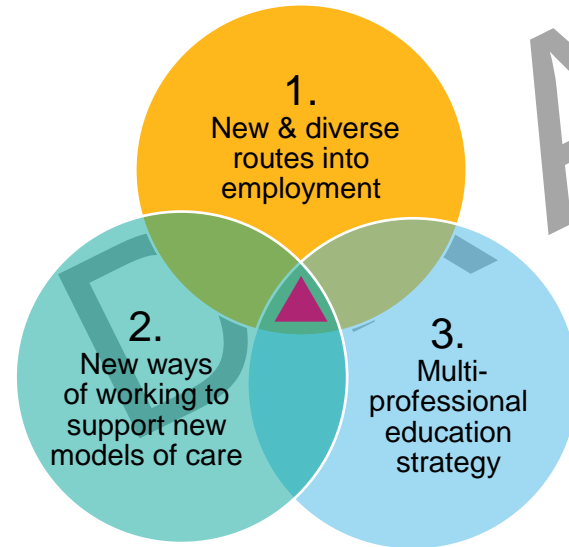 1.
New & diverse
routes into
employment
2.
New ways
of working to
support new
models of care
3.
Multi-
professional
education
strategy